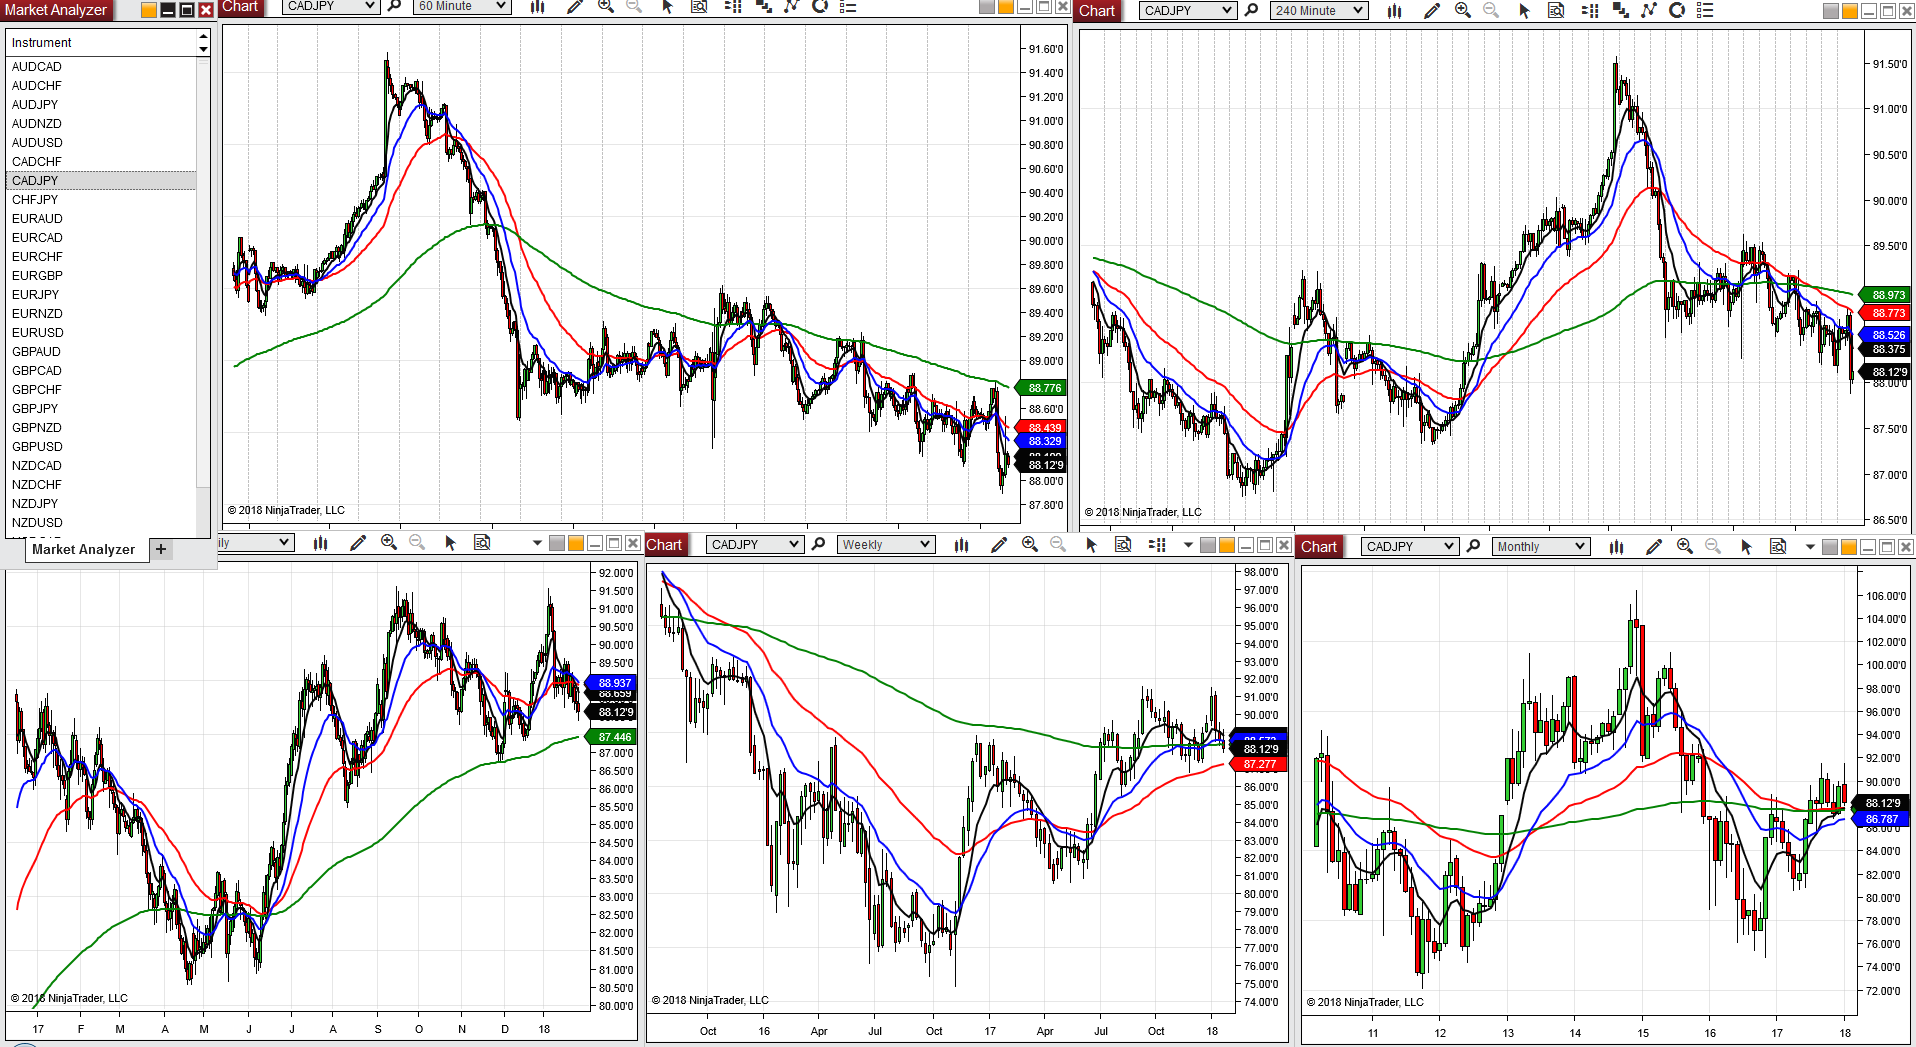 Market Analyzer
Instrument
AUDCAD
AUDCHF
AUDJPY
AUDNZD
AUDUSD
CADCHF
CADJPY
CHFJPY
EURAUD
EURCAD
EURCHF
EURGBP
EURJPY
EURNZD
EURUSD
GBPAUD
GBPCAD
GBPCHF
GBPJPY
GBPNZD
GBPUSD
NZDCAD
NZDCHF
NZDJPY
NZDUSD
Market Analyzer +
Chart CADJPY 60 Minute
91.60'0
91.40'0
91.20'0
91.00'0
90.80'0
90.60'0
90.40'0
90.20'0
90.00'0
89.80'0
89.60'0
89.40'0
89.20'0
89.00'0
88.776
88.60'0
88.439
88.329
88.12'9
88.00'0
87.80'0
© 2018 NinjaTrader, LLC
Chart CADJPY 240 Minute
91.50'0
91.00'0
90.50'0
90.00'0
89.50'0
88.973
88.773
88.526
88.375
88.12'9
88.00'0
87.50'0
87.00'0
86.50'0
© 2018 NinjaTrader, LLC
ily
92.00'0
91.50'0
91.00'0
90.50'0
90.00'0
89.50'0
88.937
88.659
88.12'9
87.446
87.00'0
86.50'0
86.00'0
85.50'0
85.00'0
84.50'0
84.00'0
83.50'0
83.00'0
82.50'0
82.00'0
81.50'0
81.00'0
80.50'0
80.00'0
© 2018 NinjaTrader, LLC
17 F M A M J J A S O N D 18
Chart CADJPY Weekly
98.00'0
97.00'0
96.00'0
95.00'0
94.00'0
93.00'0
92.00'0
91.00'0
90.00'0
88.12'9
87.277
86.00'0
85.00'0
84.00'0
83.00'0
82.00'0
81.00'0
80.00'0
79.00'0
78.00'0
77.00'0
76.00'0
75.00'0
74.00'0
© 2018 NinjaTrader, LLC
Oct 16 Apr Jul Oct 17 Apr Jul Oct 18
Chart CADJPY Monthly
106.00'0
104.00'0
102.00'0
100.00'0
98.00'0
96.00'0
94.00'0
92.00'0
90.00'0
88.12'9
86.787
86.00'0
84.00'0
82.00'0
80.00'0
78.00'0
76.00'0
74.00'0
72.00'0
© 2018 NinjaTrader, LLC
11 12 13 14 15 16 17 18